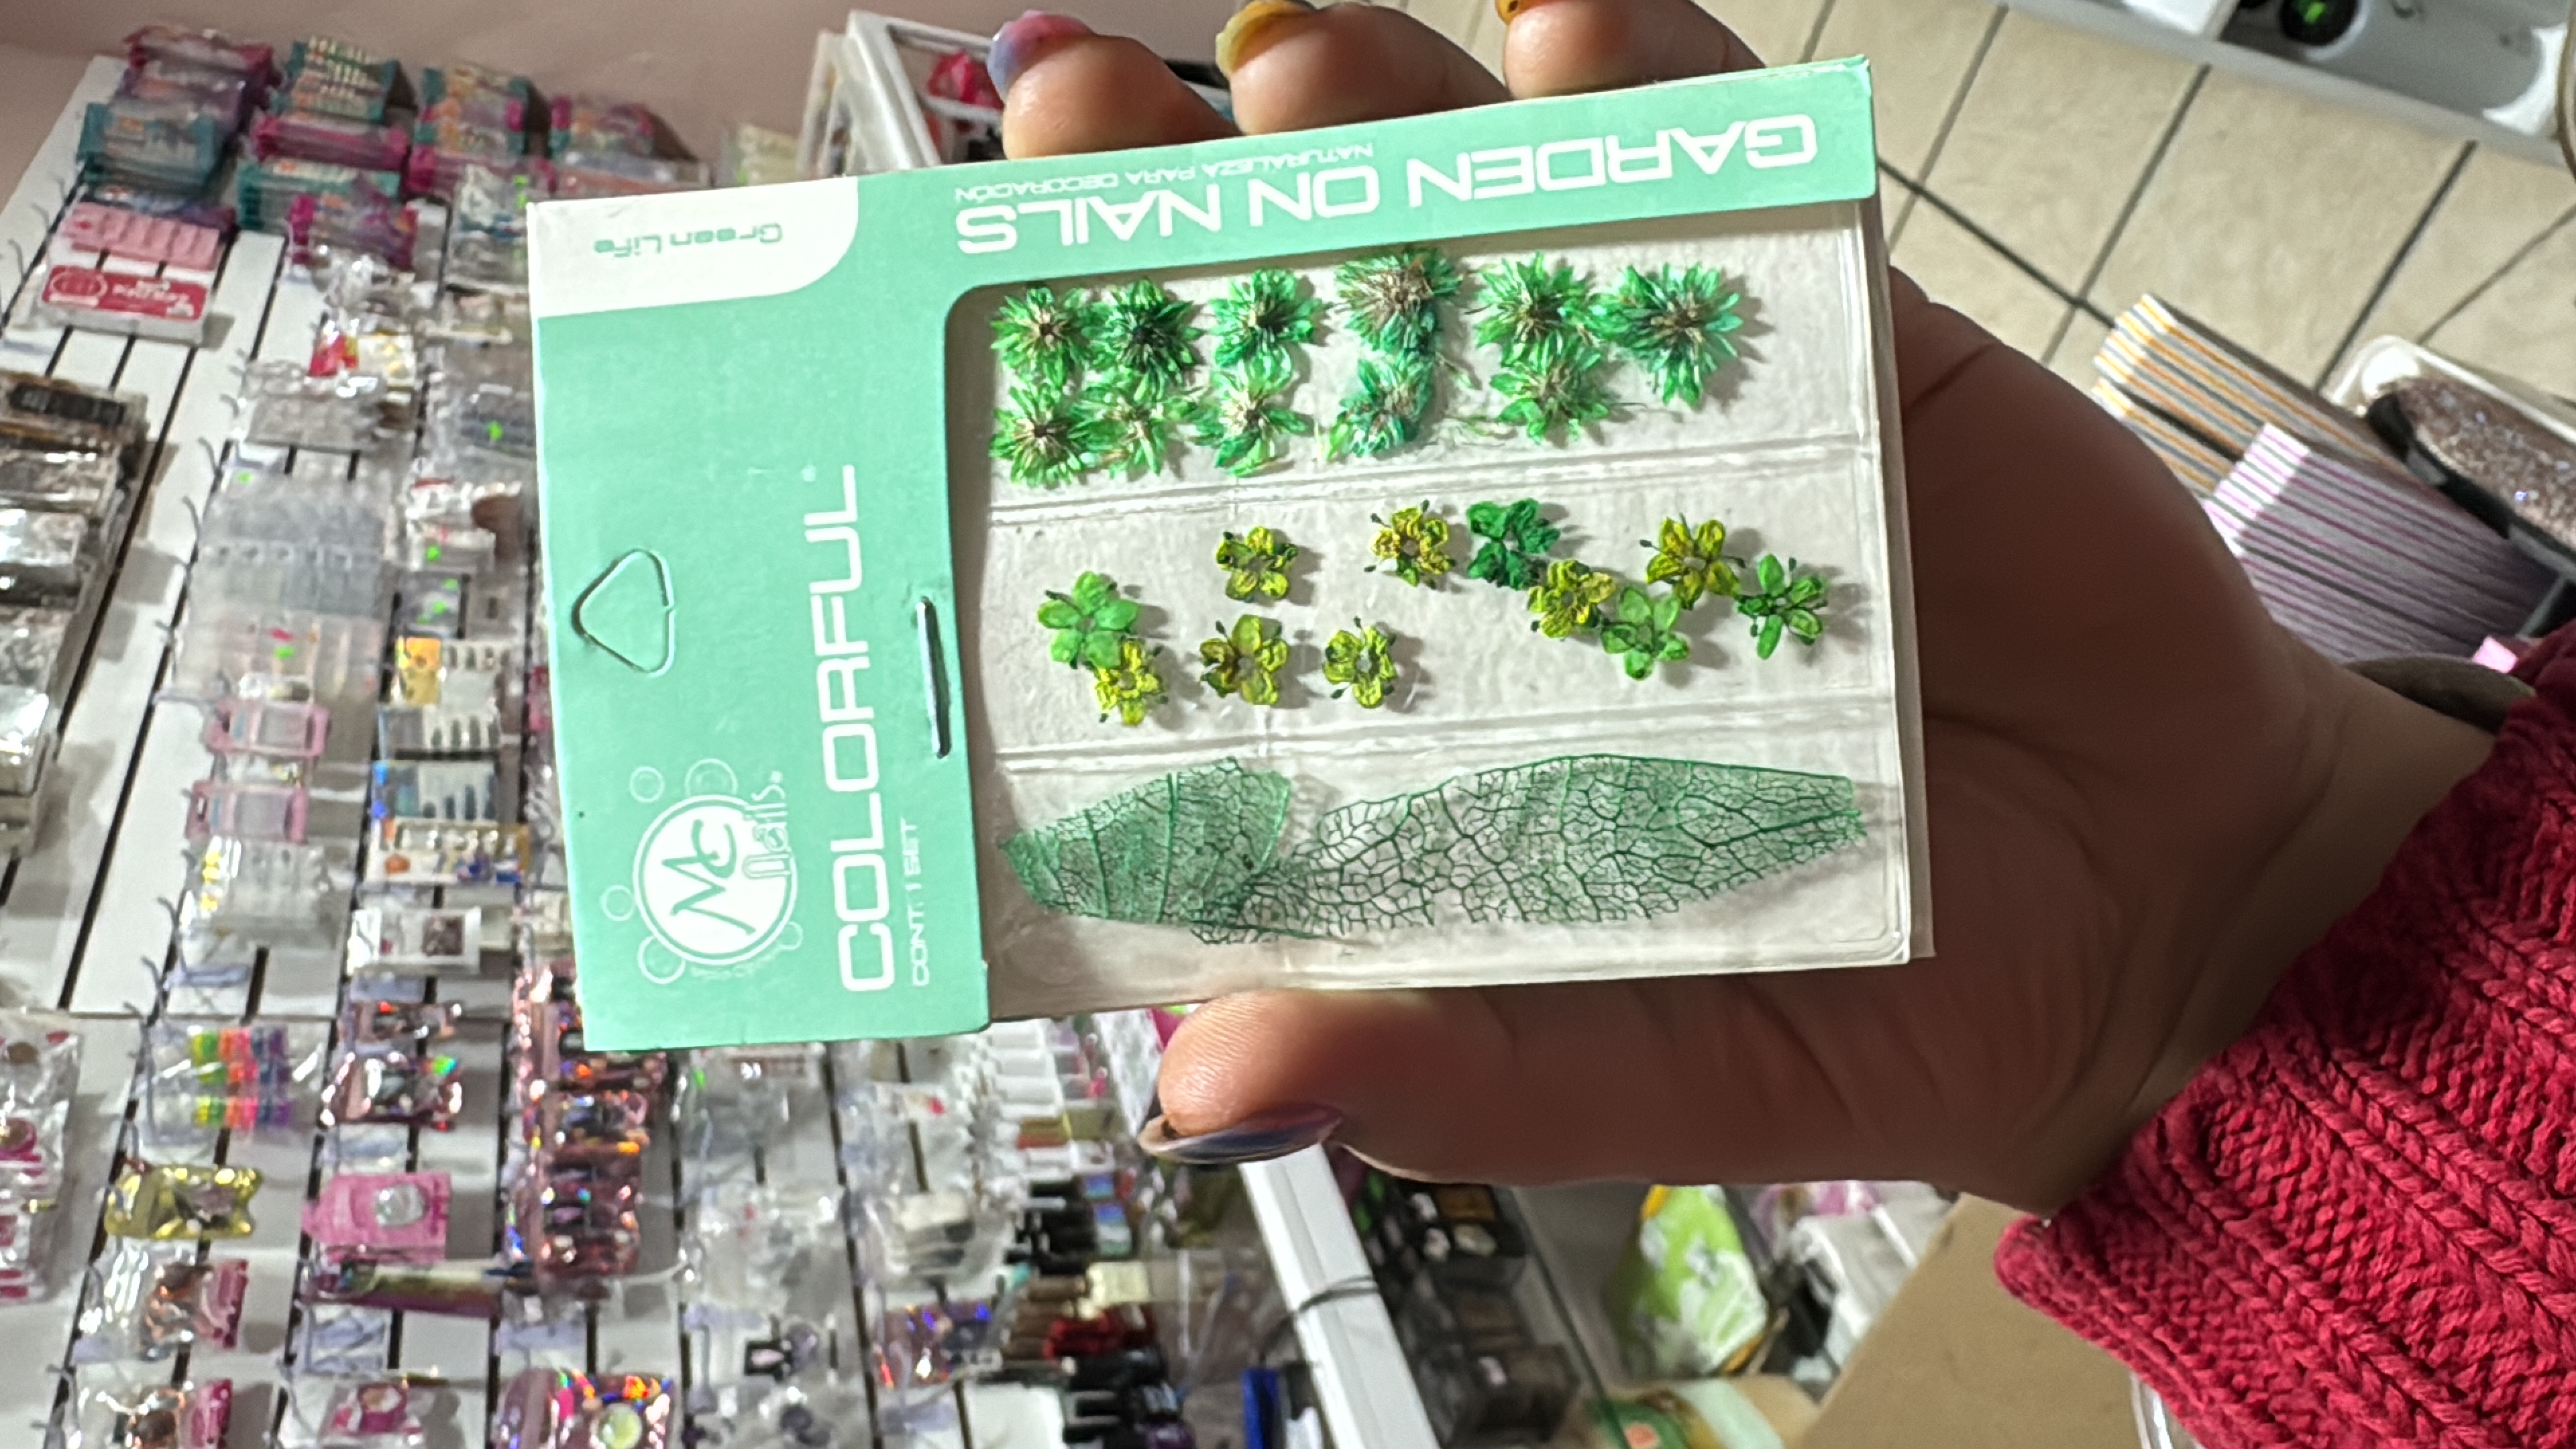 Mc
nails.
COLORFUL
CONT. 1 SET
Green Life
GARDEN ON NAILS
NATURALEZA PARA DECORACIÓN